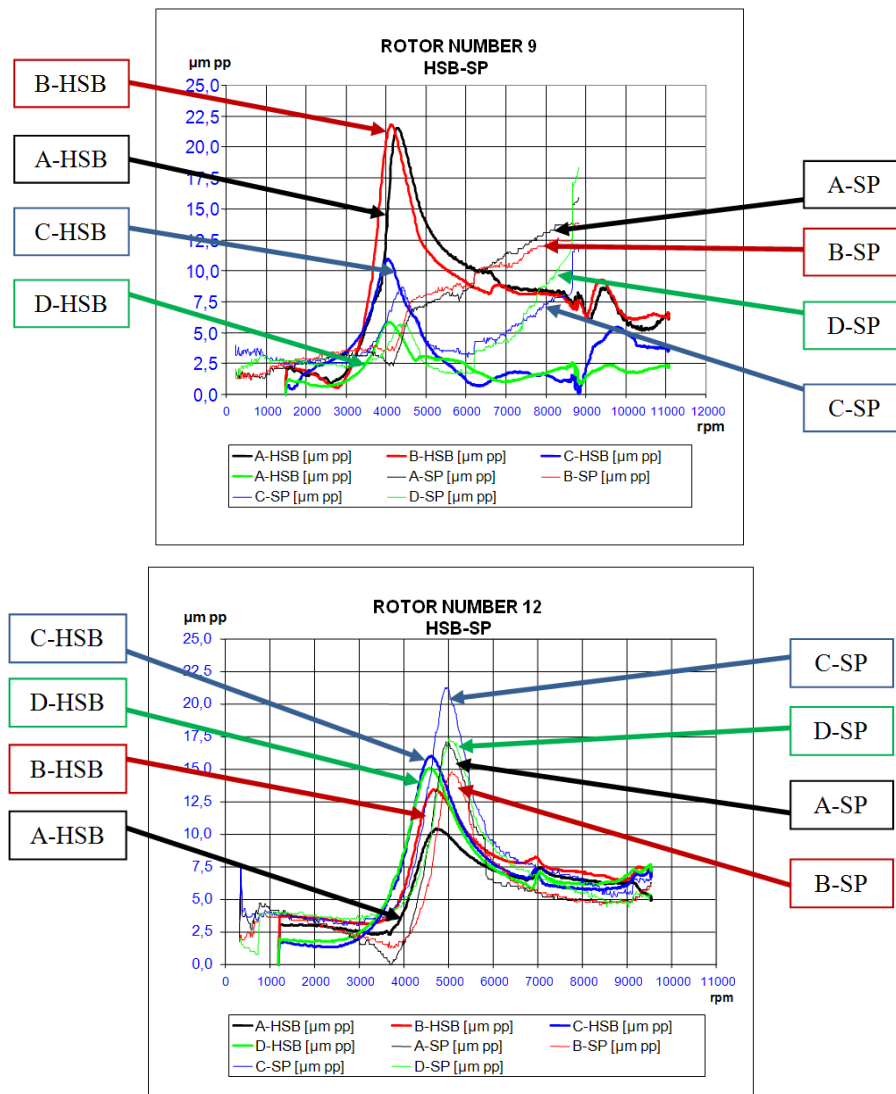 ROTOR NUMBER 9
HSB-SP
µm pp
25,0
22,5
20,0
17,5
15,0
12,5
10,0
7,5
5,0
2,5
0,0
0 1000 2000 3000 4000 5000 6000 7000 8000 9000 10000 11000 12000
rpm
B-HSB
A-HSB
C-HSB
D-HSB
A-SP
B-SP
D-SP
C-SP
A-HSB [µm pp] B-HSB [µm pp] C-HSB [µm pp]
A-HSB [µm pp] A-SP [µm pp] B-SP [µm pp]
C-SP [µm pp] D-SP [µm pp]
ROTOR NUMBER 12
HSB-SP
µm pp
25,0
22,5
20,0
17,5
15,0
12,5
10,0
7,5
5,0
2,5
0,0
0 1000 2000 3000 4000 5000 6000 7000 8000 9000 10000 11000
rpm
C-HSB
D-HSB
B-HSB
A-HSB
C-SP
D-SP
A-SP
B-SP
A-HSB [µm pp] B-HSB [µm pp] C-HSB [µm pp]
D-HSB [µm pp] A-SP [µm pp] B-SP [µm pp]
C-SP [µm pp] D-SP [µm pp]